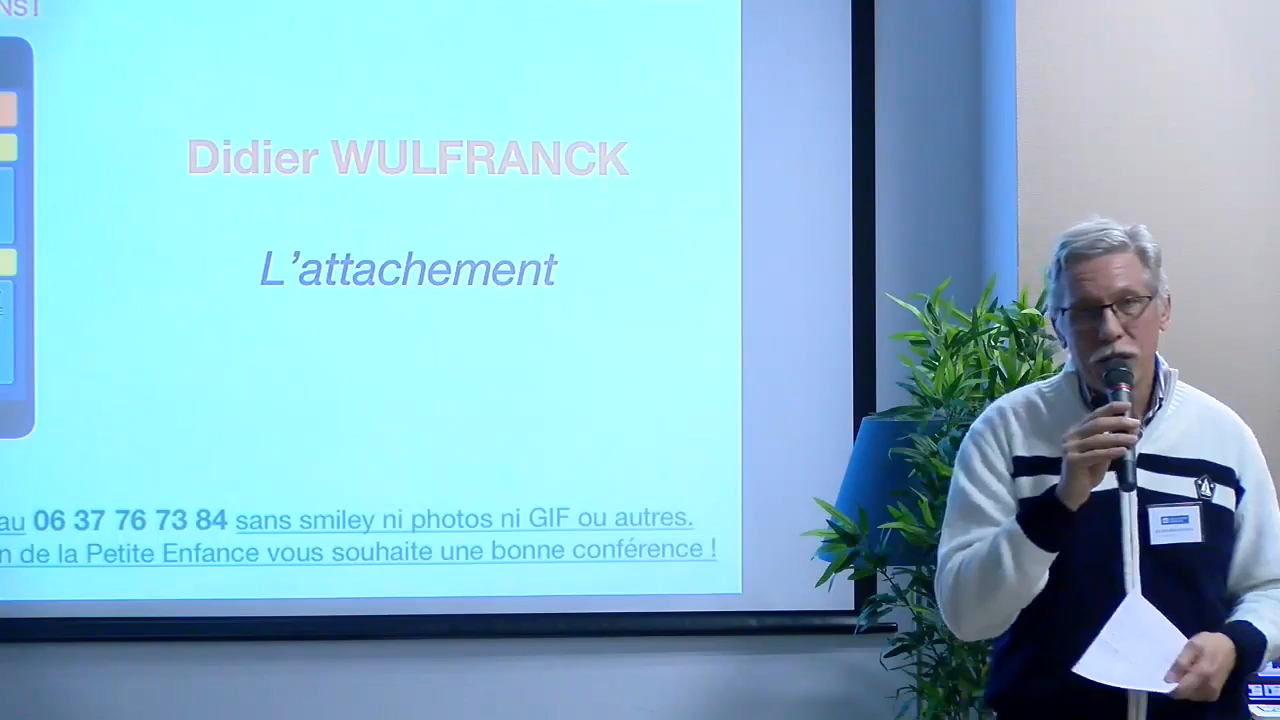 NS !
Didier WULFRANCK
L'attachement
au 06 37 76 73 84 sans smiley ni photos ni GIF ou autres.
n de la Petite Enfance vous souhaite une bonne conférence !